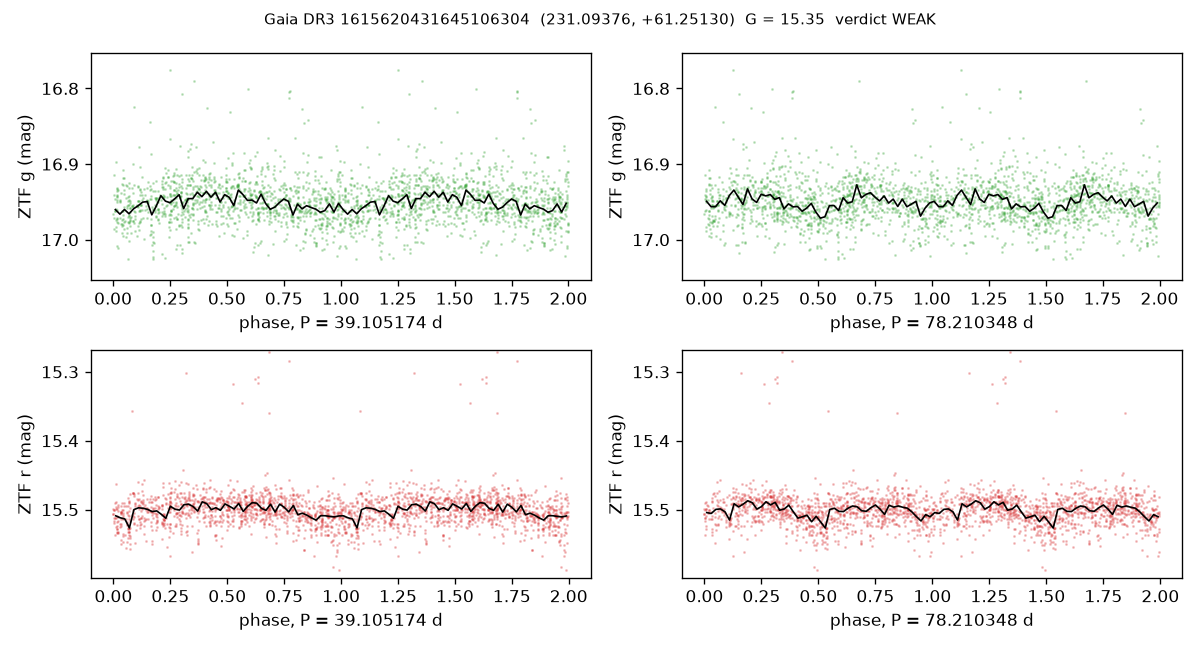 Gaia DR3 1615620431645106304  (231.09376, +61.25130)  G = 15.35  verdict WEAK
ZTF g (mag)
16.8
16.9
17.0
0.00 0.25 0.50 0.75 1.00 1.25 1.50 1.75 2.00
phase, P = 39.105174 d
ZTF g (mag)
16.8
16.9
17.0
0.00 0.25 0.50 0.75 1.00 1.25 1.50 1.75 2.00
phase, P = 78.210348 d
ZTF r (mag)
15.3
15.4
15.5
0.00 0.25 0.50 0.75 1.00 1.25 1.50 1.75 2.00
phase, P = 39.105174 d
ZTF r (mag)
15.3
15.4
15.5
0.00 0.25 0.50 0.75 1.00 1.25 1.50 1.75 2.00
phase, P = 78.210348 d